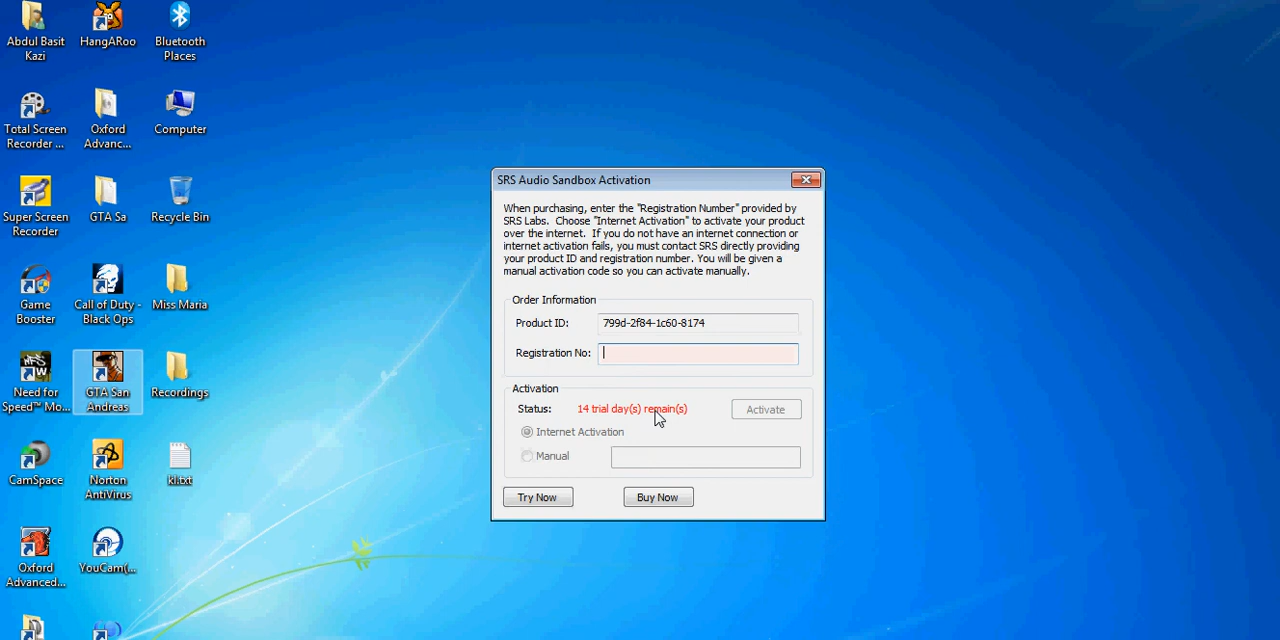 Abdul Basit
Kazi
HangARoo
Bluetooth
Places
Total Screen
Recorder ...
Oxford
Advanc...
Computer
Super Screen
Recorder
GTA Sa
Recycle Bin
Game
Booster
Call of Duty -
Black Ops
Miss Maria
Need for
Speed™ Mo...
GTA San
Andreas
Recordings
CamSpace
Norton
AntiVirus
kl.txt
Oxford
Advanced...
YouCam(...
SRS Audio Sandbox Activation
When purchasing, enter the "Registration Number" provided by
SRS Labs. Choose "Internet Activation" to activate your product
over the internet. If you do not have an internet connection or
internet activation fails, you must contact SRS directly providing
your product ID and registration number. You will be given a
manual activation code so you can activate manually.
Order Information
Product ID: 799d-2f84-1c60-8174
Registration No:
Activation
Status: 14 trial day(s) remain(s) Activate
Internet Activation
Manual
Try Now Buy Now